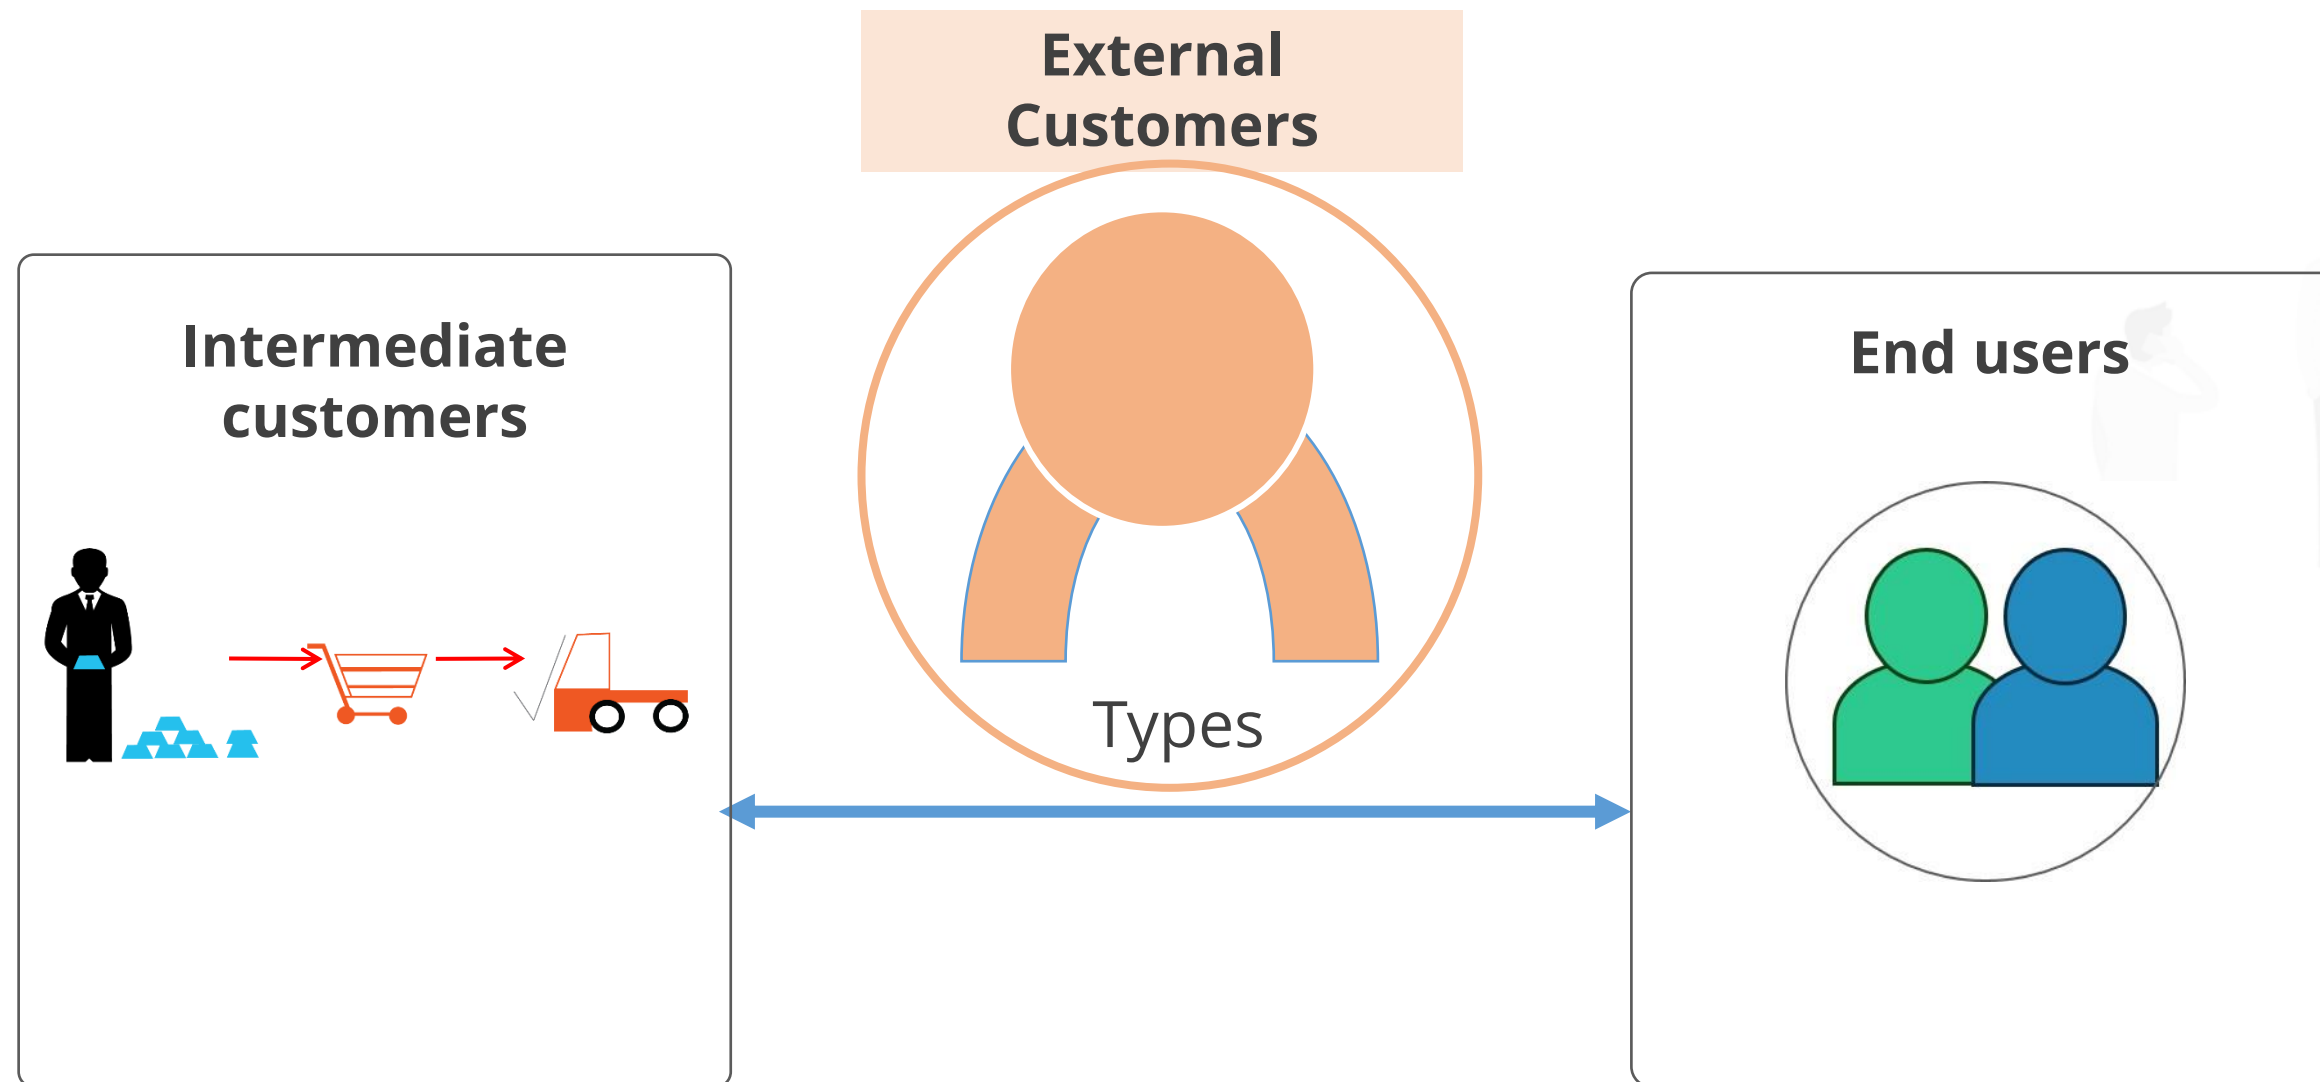 External
Customers
Intermediate
customers
End users
Types